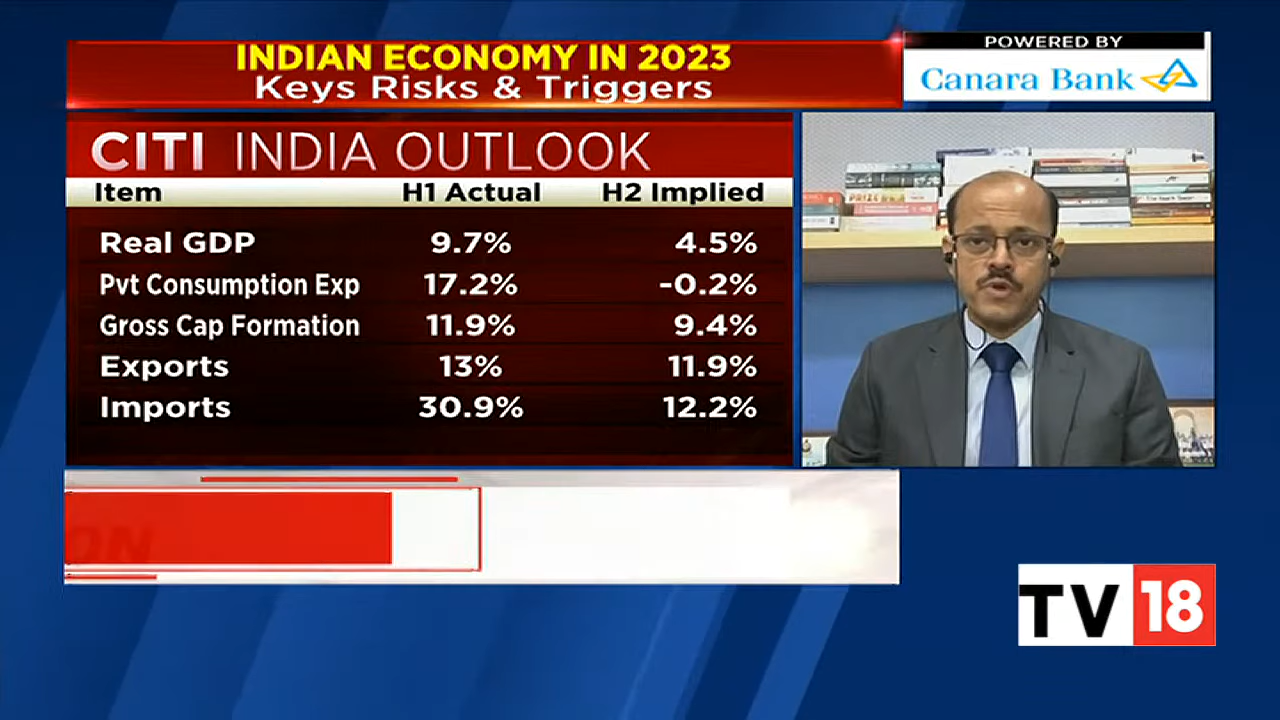 INDIAN ECONOMY IN 2023
Keys Risks & Triggers
POWERED BY
Canara Bank
CITI INDIA OUTLOOK
Item H1 Actual H2 Implied
Real GDP 9.7% 4.5%
Pvt Consumption Exp 17.2% -0.2%
Gross Cap Formation 11.9% 9.4%
Exports 13% 11.9%
Imports 30.9% 12.2%
PRIZE
ON
TV18